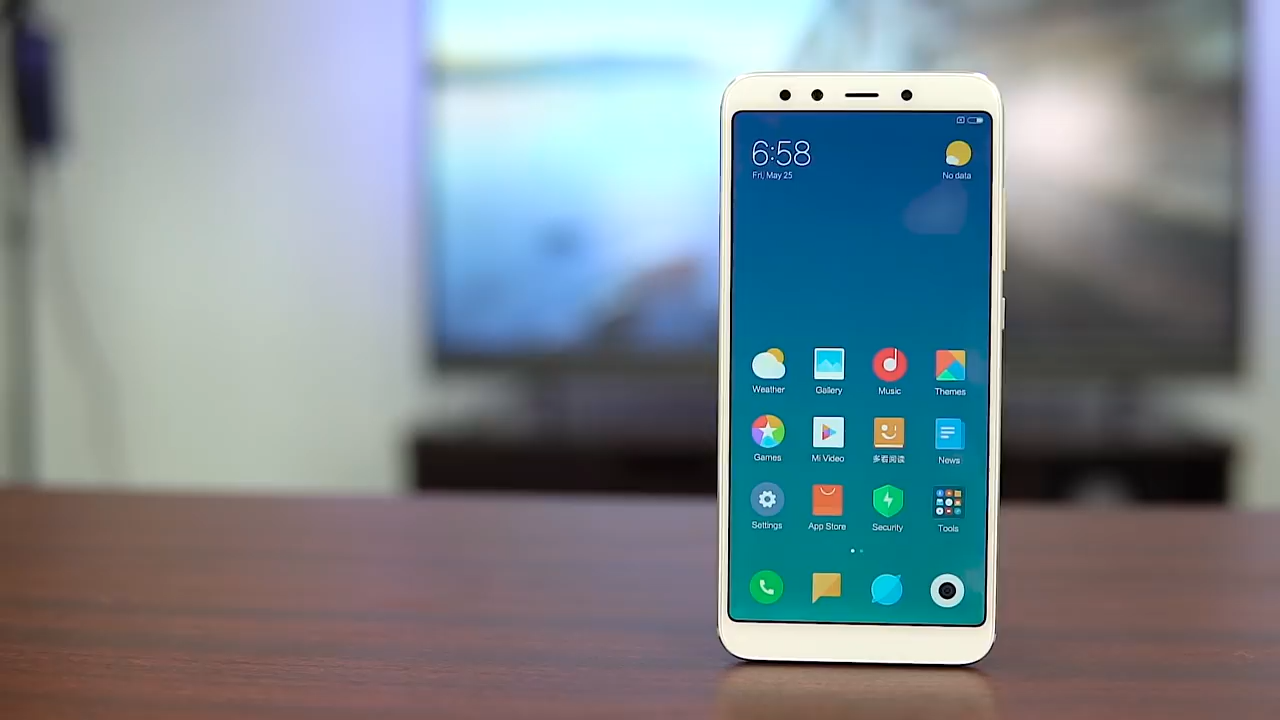 6:58
Fri, May 25
No data
Weather
Gallery
Music
Themes
Games
Mi Video
多看阅读
News
Settings
App Store
Security
Tools